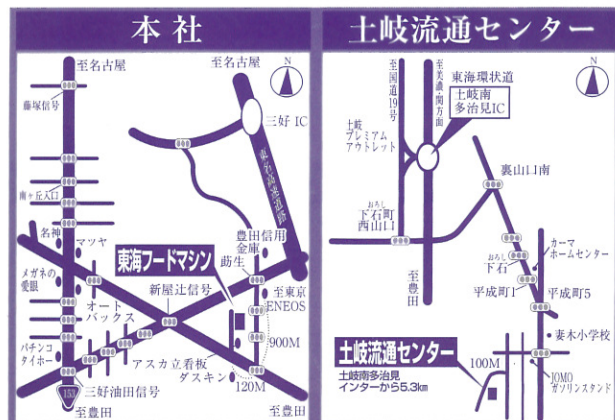 本社
至名古屋
至名古屋
N
藤塚信号
三好 IC
東名高速道路
南ヶ丘入口
名神
マツヤ
豊田信用
金庫
莇生
東海フードマシン
メガネの
愛眼
新屋辻信号
至東京
ENEOS
オート
バックス
900M
パチンコ
タイホー
アスカ立看板
ダスキン
120M
三好油田信号
153
至豊田
至豊田
土岐流通センター
至国道19号
至美濃・関方面
東海環状道
土岐南
多治見IC
N
土岐
プレミアム
アウトレット
裏山口南
おろし
下石町
西山口
カーマ
ホームセンター
おろし
下石
至豊田
平成町1
平成町5
妻木小学校
土岐流通センター
土岐南多治見
インターから5.3km
100M
JOMO
ガソリンスタンド